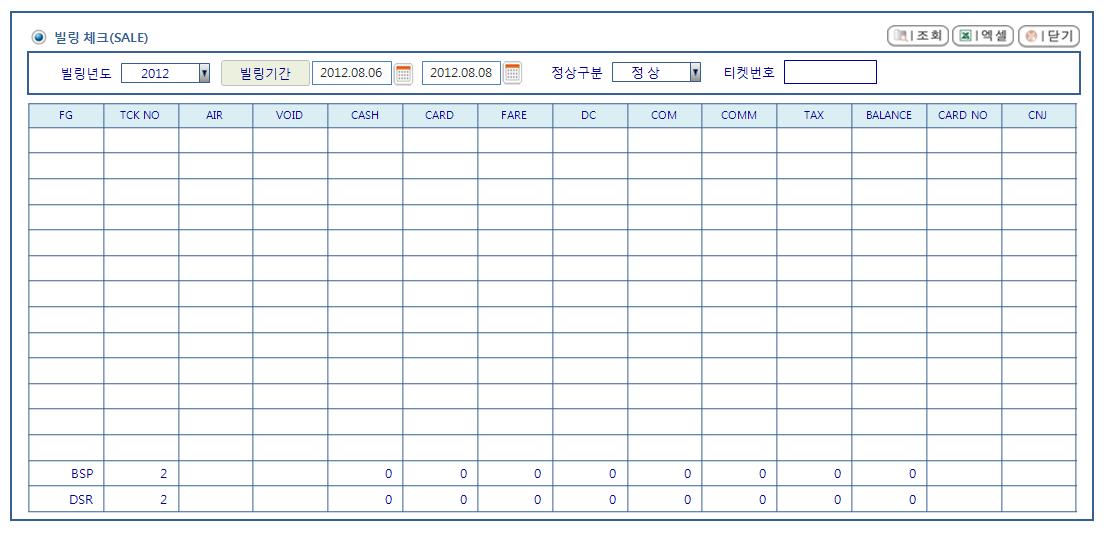 빌링 체크(SALE) 조회 엑셀 닫기
빌링년도 2012 빌링기간 2012.08.06 2012.08.08 정상구분 정상 티켓번호
FG TCK NO AIR VOID CASH CARD FARE DC COM COMM TAX BALANCE CARD NO CNJ
BSP 2 0 0 0 0 0 0 0 0
DSR 2 0 0 0 0 0 0 0 0